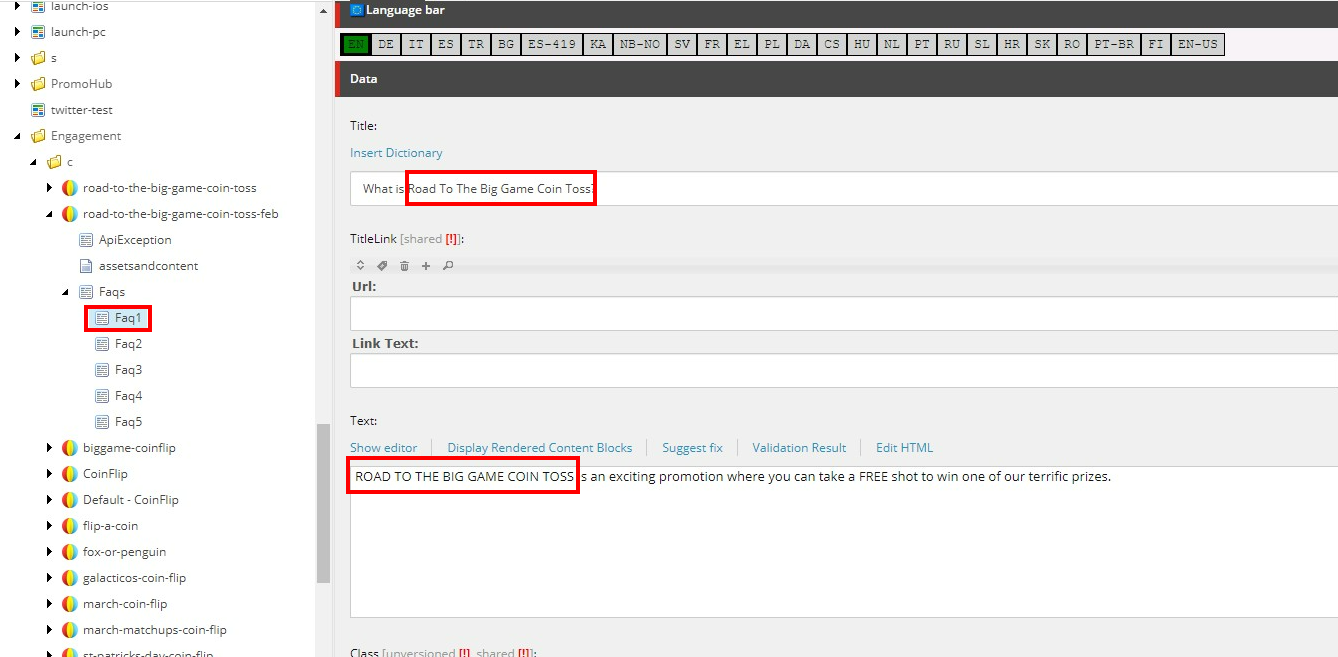 launch-ios
launch-pc
s
PromoHub
twitter-test
Engagement
c
road-to-the-big-game-coin-toss
road-to-the-big-game-coin-toss-feb
ApiException
assetsandcontent
Faqs
Faq1
Faq2
Faq3
Faq4
Faq5
biggame-coinflip
CoinFlip
Default - CoinFlip
flip-a-coin
fox-or-penguin
galacticos-coin-flip
march-coin-flip
march-matchups-coin-flip
st-patricks-day-coin-flip
Language bar
EN DE IT ES TR BG ES-419 KA NB-NO SV FR EL PL DA CS HU NL PT RU SL HR SK RO PT-BR FI EN-US
Data
Title:
Insert Dictionary
What is Road To The Big Game Coin Toss?
TitleLink [shared [!]]:
Url:
Link Text:
Text:
Show editor Display Rendered Content Blocks Suggest fix Validation Result Edit HTML
ROAD TO THE BIG GAME COIN TOSS is an exciting promotion where you can take a FREE shot to win one of our terrific prizes.
Class [unversioned [!], shared [!]]: